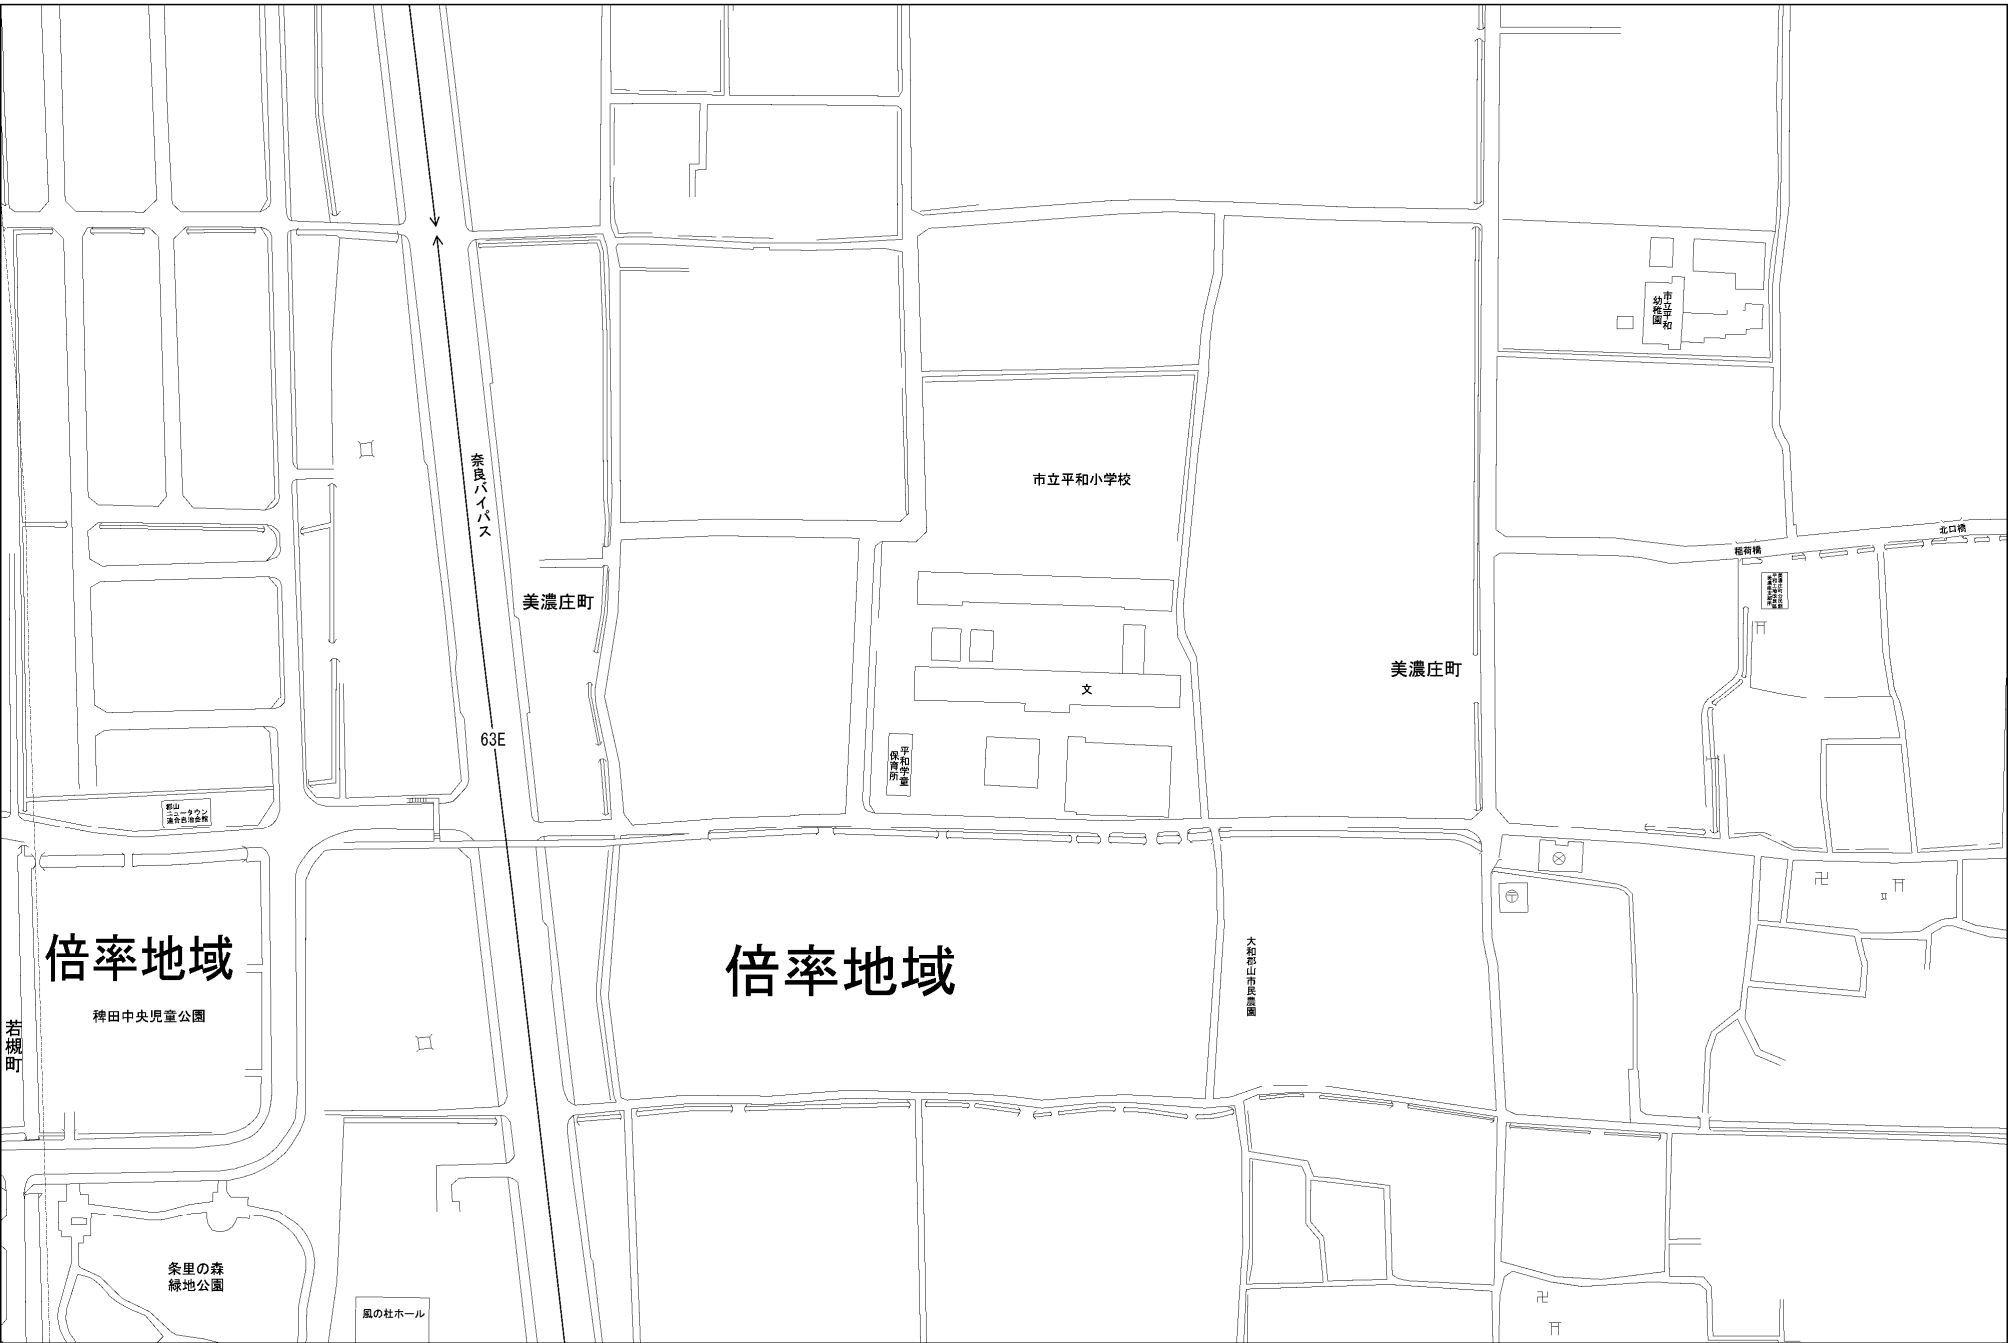 市立平和
幼稚園
奈良バイパス
市立平和小学校
北口橋
稲荷橋
美濃庄町
美濃庄町
文
63E
平和学童
保育所
郡山
ニュータウン
連合自治会館
倍率地域
倍率地域
大和郡山市民農園
稗田中央児童公園
若槻町
条里の森
緑地公園
風の杜ホール